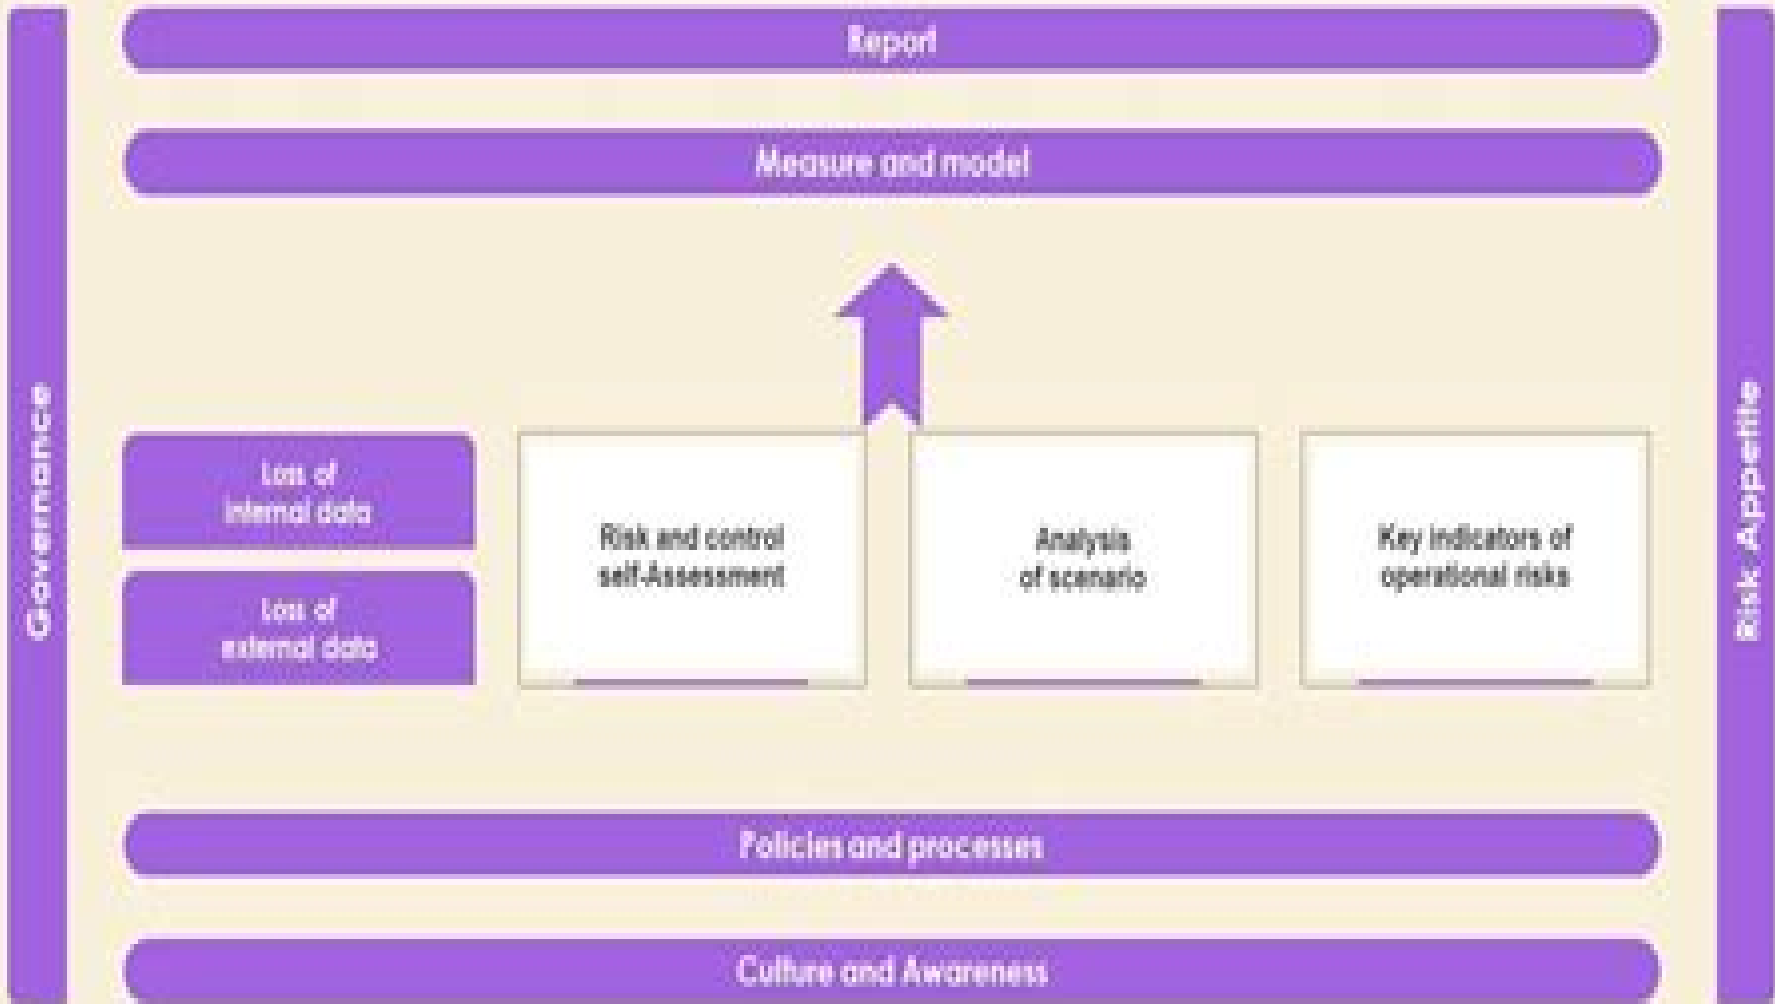 Report
Measure and model
Governance
Risk Appetite
Loss of
internal data
Loss of
external data
Risk and control
self-Assessment
Analysis
of scenario
Key indicators of
operational risks
Policies and processes
Culture and Awareness